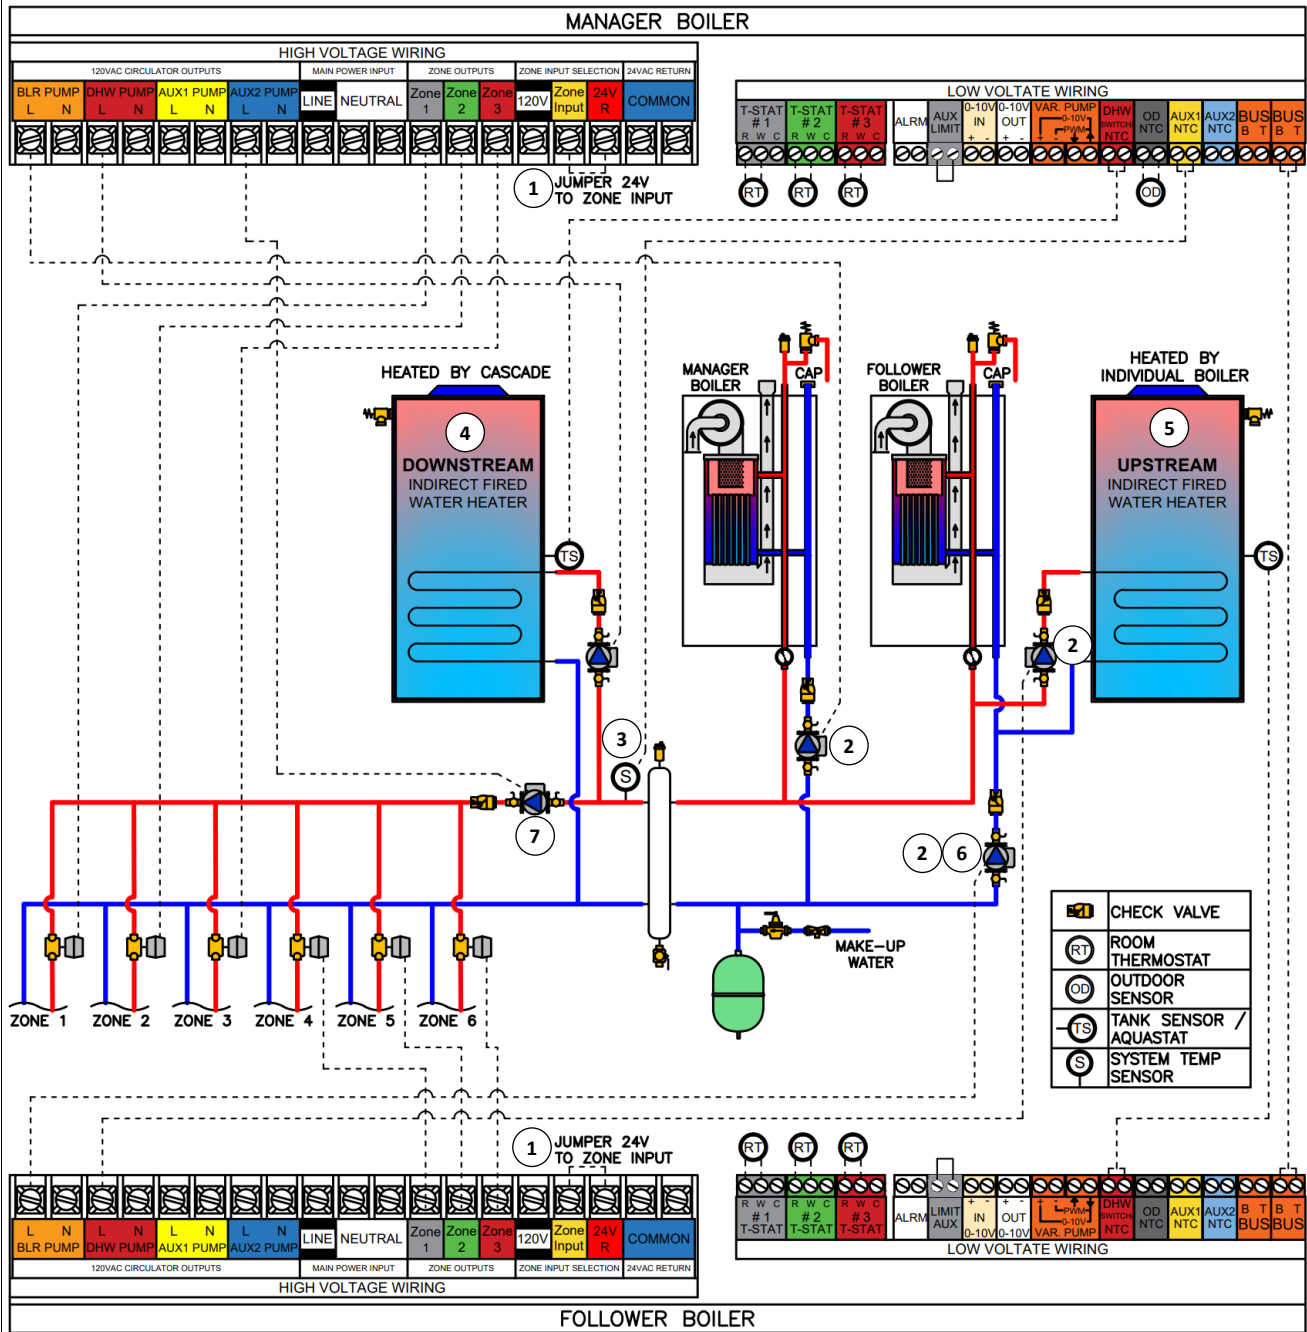 MANAGER BOILER
HIGH VOLTAGE WIRING
120VAC CIRCULATOR OUTPUTS MAIN POWER INPUT ZONE OUTPUTS ZONE INPUT SELECTION 24VAC RETURN
BLR PUMP DHW PUMP AUX1 PUMP AUX2 PUMP LINE NEUTRAL Zone 1 Zone 2 Zone 3 120V Zone Input 24V R COMMON
L N L N L N L N
LOW VOLTATE WIRING
T-STAT # 1 T-STAT # 2 T-STAT # 3 ALRM AUX LIMIT 0-10V IN 0-10V OUT VAR. PUMP 0-10V PWM DHW SWITCH NTC OD NTC AUX1 NTC AUX2 NTC BUS BUS
R W C R W C R W C + - + - + - B T B T
1 JUMPER 24V
TO ZONE INPUT
RT RT RT OD
HEATED BY CASCADE
4
DOWNSTREAM
INDIRECT FIRED
WATER HEATER
TS
MANAGER
BOILER
CAP
FOLLOWER
BOILER
CAP
HEATED BY
INDIVIDUAL BOILER
5
UPSTREAM
INDIRECT FIRED
WATER HEATER
TS
2
3
S
2
7
2 6
MAKE-UP
WATER
ZONE 1 ZONE 2 ZONE 3 ZONE 4 ZONE 5 ZONE 6
CHECK VALVE
RT ROOM
THERMOSTAT
OD OUTDOOR
SENSOR
TS TANK SENSOR /
AQUASTAT
S SYSTEM TEMP
SENSOR
1 JUMPER 24V
TO ZONE INPUT
RT RT RT
L N L N L N L N
BLR PUMP DHW PUMP AUX1 PUMP AUX2 PUMP LINE NEUTRAL Zone 1 Zone 2 Zone 3 120V Zone Input 24V R COMMON
120VAC CIRCULATOR OUTPUTS MAIN POWER INPUT ZONE OUTPUTS ZONE INPUT SELECTION 24VAC RETURN
HIGH VOLTAGE WIRING
R W C R W C R W C + - + - + - B T B T
# 1 T-STAT # 2 T-STAT # 3 T-STAT ALRM LIMIT AUX IN 0-10V OUT 0-10V PWM 0-10V VAR. PUMP DHW SWITCH NTC OD NTC AUX1 NTC AUX2 NTC BUS BUS
LOW VOLTATE WIRING
FOLLOWER BOILER